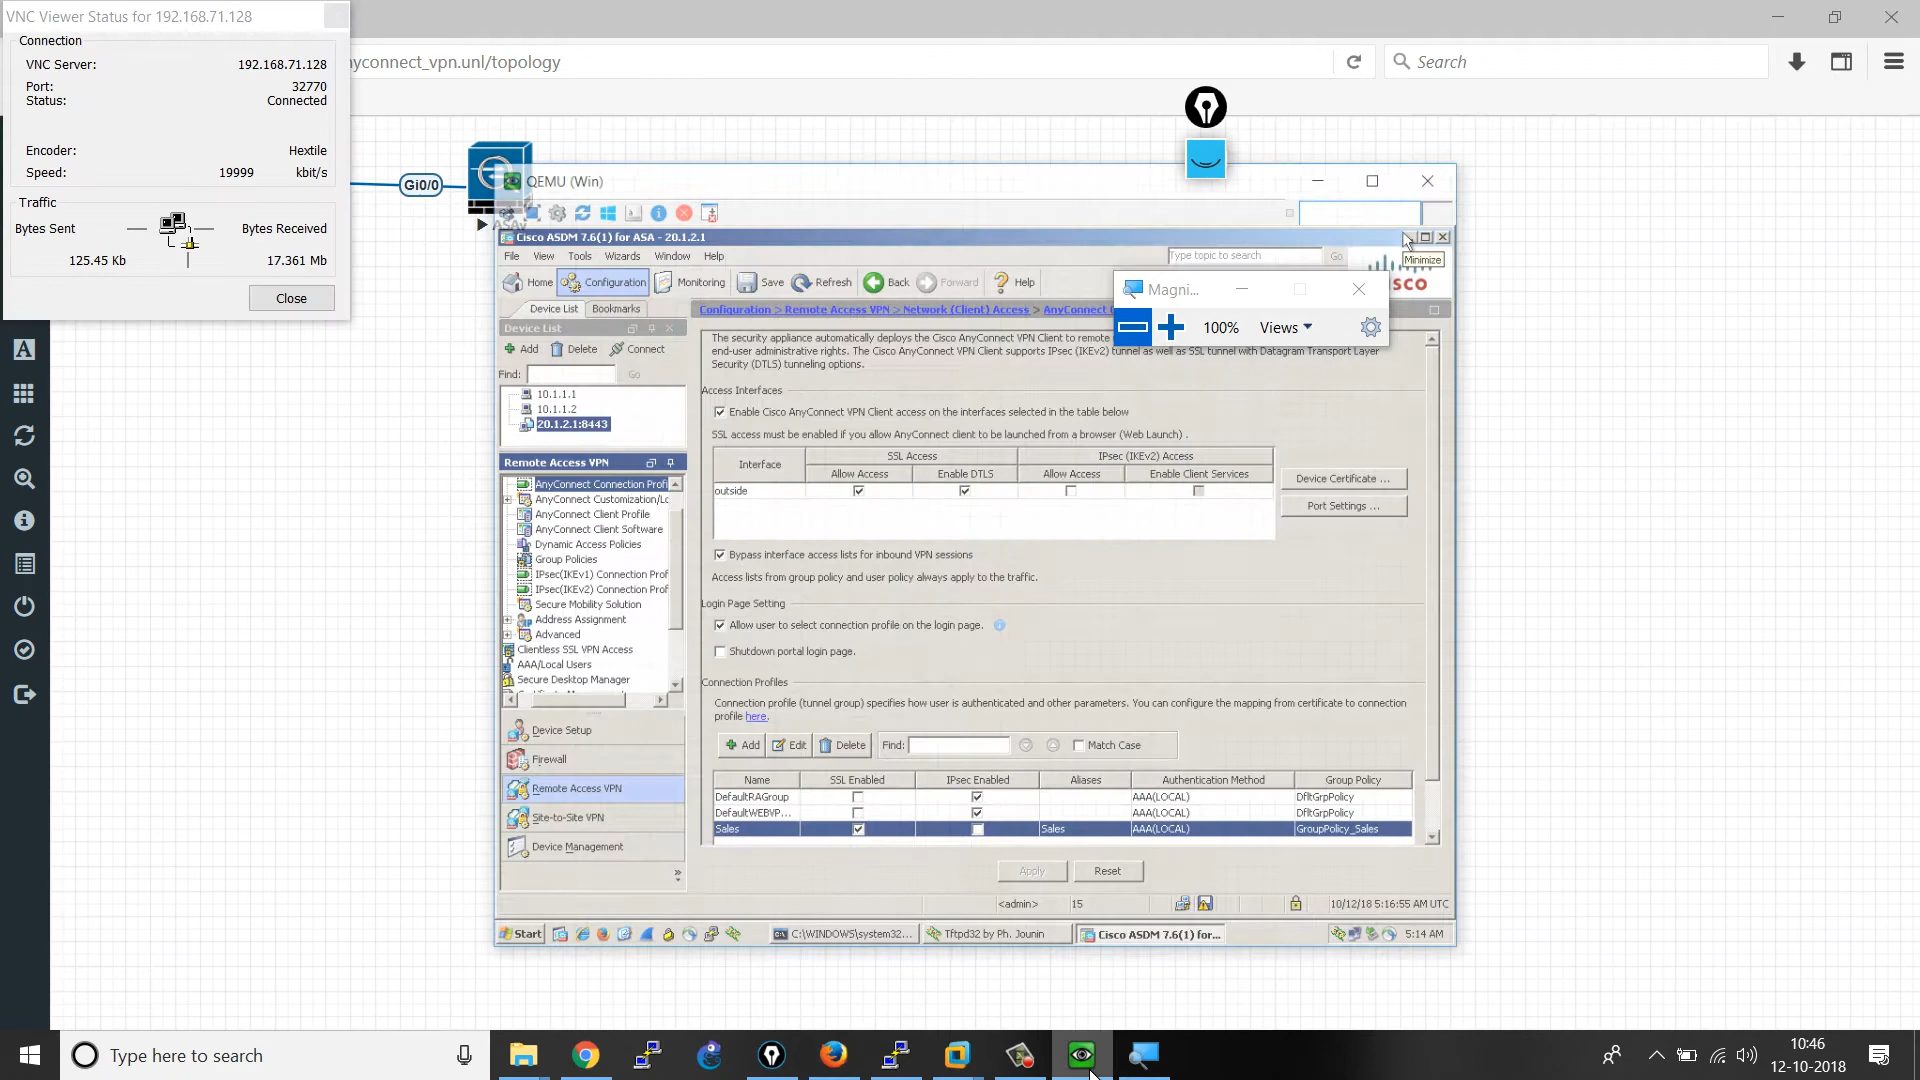 VNC Viewer Status for 192.168.71.128
Connection
VNC Server: 192.168.71.128
Port: 32770
Status: Connected
Encoder: Hextile
Speed: 19999 kbit/s
Traffic
Bytes Sent Bytes Received
125.45 Kb 17.361 Mb
Close
nyconnect_vpn.unl/topology
Search
Gi0/0
ASAv
QEMU (Win)
Cisco ASDM 7.6(1) for ASA - 20.1.2.1
File View Tools Wizards Window Help
Type topic to search Go
Minimize
Home Configuration Monitoring Save Refresh Back Forward Help
Magni...
100% Views
Device List Bookmarks
Device List
Add Delete Connect
Find: Go
10.1.1.1
10.1.1.2
20.1.2.1:8443
Remote Access VPN
AnyConnect Connection Profi
AnyConnect Customization/Lo
AnyConnect Client Profile
AnyConnect Client Software
Dynamic Access Policies
Group Policies
IPsec(IKEv1) Connection Prof
IPsec(IKEv2) Connection Prof
Secure Mobility Solution
Address Assignment
Advanced
Clientless SSL VPN Access
AAA/Local Users
Secure Desktop Manager
Device Setup
Firewall
Remote Access VPN
Site-to-Site VPN
Device Management
Configuration > Remote Access VPN > Network (Client) Access > AnyConnect
The security appliance automatically deploys the Cisco AnyConnect VPN Client to remote
end-user administrative rights. The Cisco AnyConnect VPN Client supports IPsec (IKEv2) tunnel as well as SSL tunnel with Datagram Transport Layer
Security (DTLS) tunneling options.
Access Interfaces
Enable Cisco AnyConnect VPN Client access on the interfaces selected in the table below
SSL access must be enabled if you allow AnyConnect client to be launched from a browser (Web Launch) .
Interface SSL Access IPsec (IKEv2) Access
Allow Access Enable DTLS Allow Access Enable Client Services
outside
Device Certificate ...
Port Settings ...
Bypass interface access lists for inbound VPN sessions
Access lists from group policy and user policy always apply to the traffic.
Login Page Setting
Allow user to select connection profile on the login page.
Shutdown portal login page.
Connection Profiles
Connection profile (tunnel group) specifies how user is authenticated and other parameters. You can configure the mapping from certificate to connection
profile here.
Add Edit Delete Find: Match Case
Name SSL Enabled IPsec Enabled Aliases Authentication Method Group Policy
DefaultRAGroup AAA(LOCAL) DfltGrpPolicy
DefaultWEBVP... AAA(LOCAL) DfltGrpPolicy
Sales Sales AAA(LOCAL) GroupPolicy_Sales
Apply Reset
<admin> 15 10/12/18 5:16:55 AM UTC
Start C:\WINDOWS\system32... Tftpd32 by Ph. Jounin Cisco ASDM 7.6(1) for... 5:14 AM
Type here to search
10:46
12-10-2018